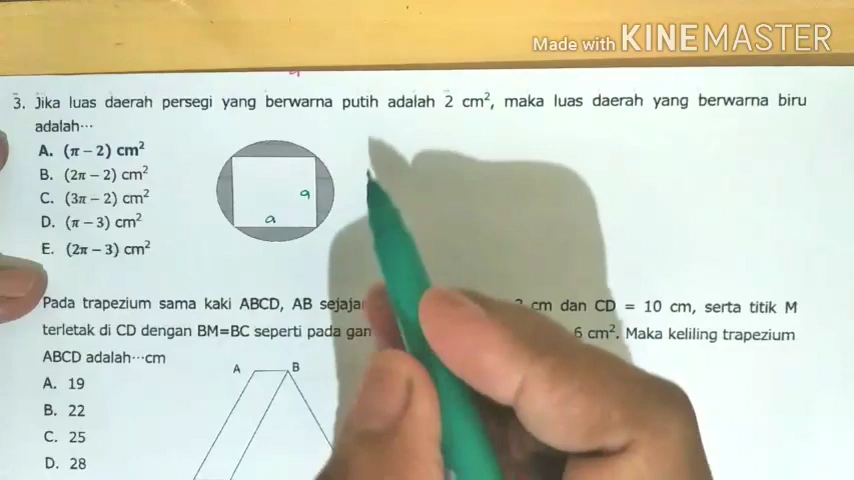 Made with KINEMASTER
3. Jika luas daerah persegi yang berwarna putih adalah 2 cm², maka luas daerah yang berwarna biru
adalah⋯
A. (π – 2) cm²
B. (2π – 2) cm²
C. (3π – 2) cm²
D. (π – 3) cm²
E. (2π – 3) cm²
a
a
Pada trapezium sama kaki ABCD, AB sejajar cm dan CD = 10 cm, serta titik M
terletak di CD dengan BM=BC seperti pada 6 cm². Maka keliling trapezium
ABCD adalah⋯cm
A. 19
B. 22
C. 25
D. 28
A B